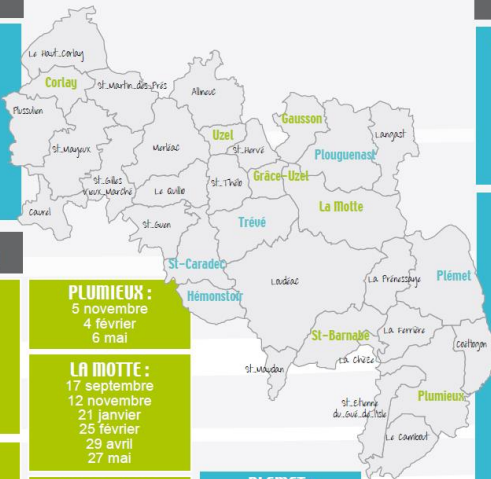 Le Haut_Corlay
Corlay
St_Martin_des_Prés
Allineuc
Plussulien
Gausson
Langast
Uzel
St_Mayeux
Merléac
St_Hervé
Plouguenast
St_Gilles
Vieux_Marché
Le Quillio
St_Thélo
Grâce-Uzel
La Motte
Caurel
St_Guen
Trévé
St-Caradec
Loudéac
La Prénessaye
Plémet
Hémonstoir
PLUMIEUX :
5 novembre
4 février
6 mai
St-Barnabé
La Ferrière
Coëtlogon
La Chèze
St_Maudan
LA MOTTE :
17 septembre
12 novembre
21 janvier
25 février
29 avril
27 mai
Plumieux
St_Etienne
du_Gué_de_l'Isle
Le Cambout
PLEMET